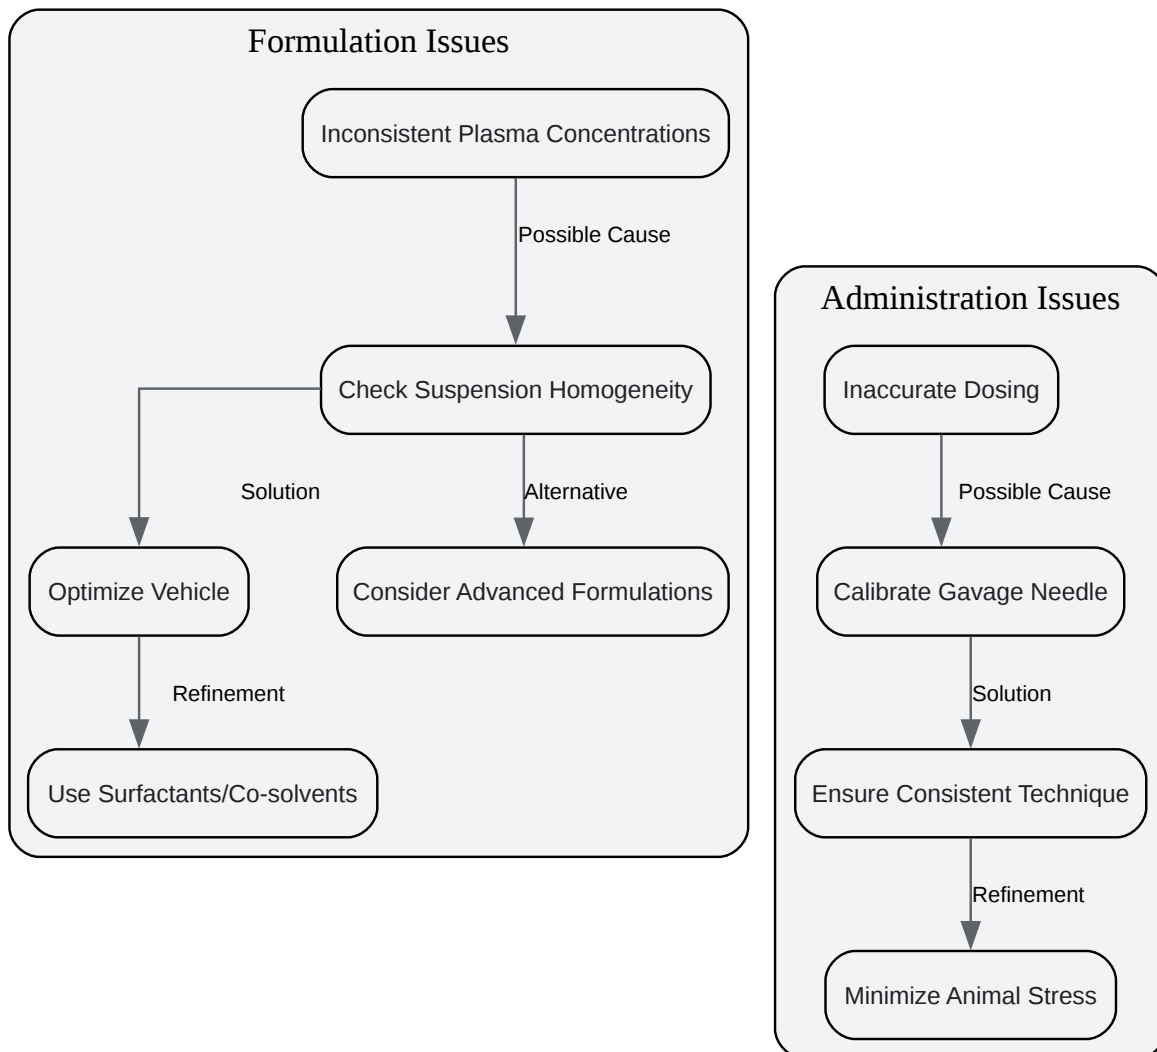 Formulation Issues
Inconsistent Plasma Concentrations
Possible Cause
Check Suspension Homogeneity
Solution
Alternative
Optimize Vehicle
Consider Advanced Formulations
Refinement
Use Surfactants/Co-solvents
Administration Issues
Inaccurate Dosing
Possible Cause
Calibrate Gavage Needle
Solution
Ensure Consistent Technique
Refinement
Minimize Animal Stress